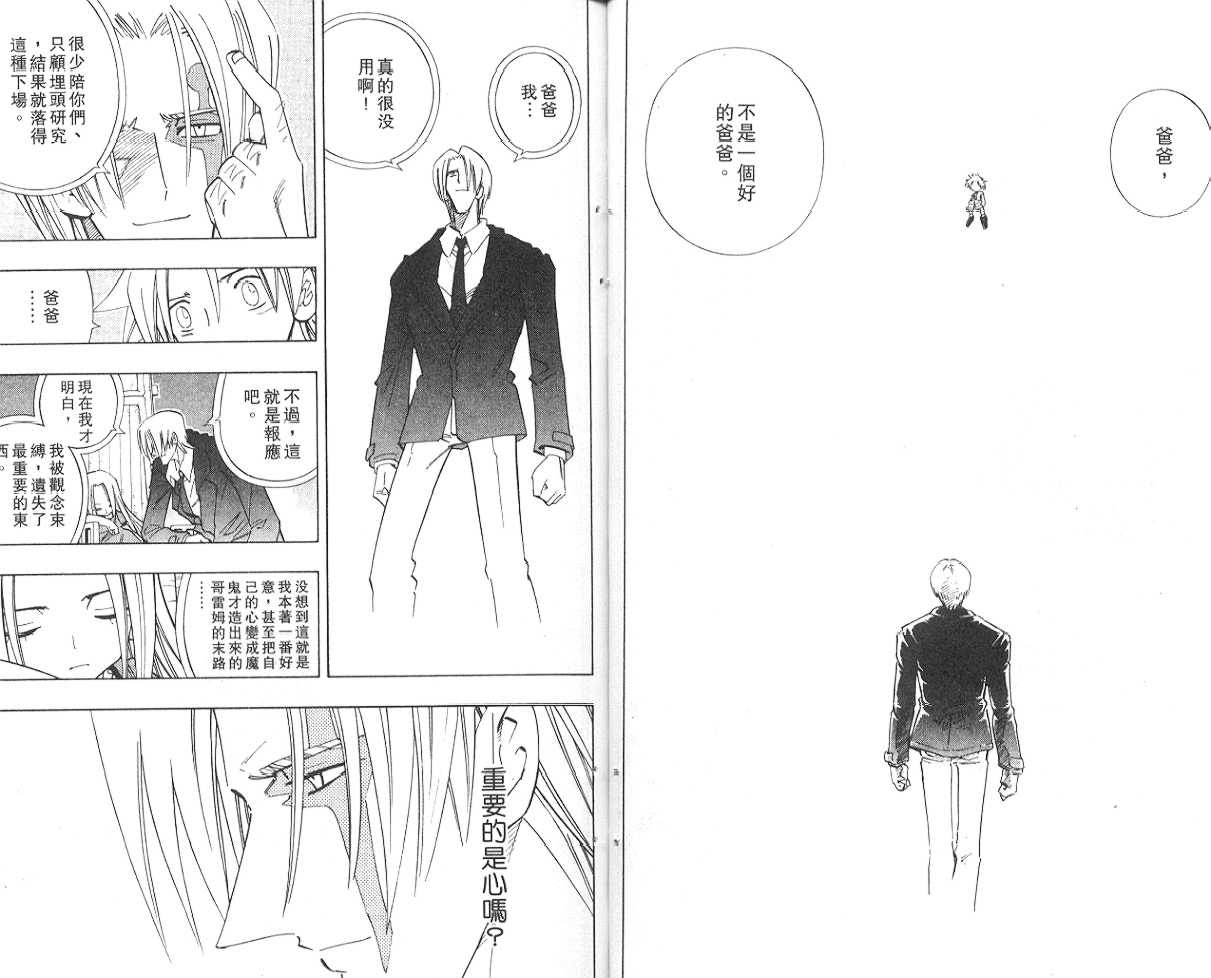 爸爸，
不是一個好
的爸爸。
爸爸
我…
真的很没
用啊！
很少陪你們、
只顧埋頭研究
，結果就落得
這種下場。
爸爸
……
不過，這
就是報應
吧。
現在我才
明白，
我被觀念束
縛，遺失了
最重要的東
西。
没想到這就是
我本著一番好
意，甚至把自
己的心變成魔
鬼才造出來的
哥雷姆的末路
……
重要的是心嗎？